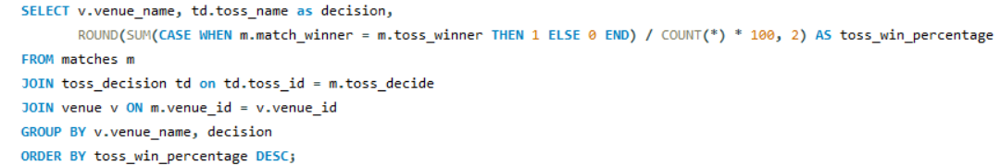 SELECT v.venue_name, td.toss_name as decision,
ROUND(SUM(CASE WHEN m.match_winner = m.toss_winner THEN 1 ELSE 0 END) / COUNT(*) * 100, 2) AS toss_win_percentage
FROM matches m
JOIN toss_decision td on td.toss_id = m.toss_decide
JOIN venue v ON m.venue_id = v.venue_id
GROUP BY v.venue_name, decision
ORDER BY toss_win_percentage DESC;